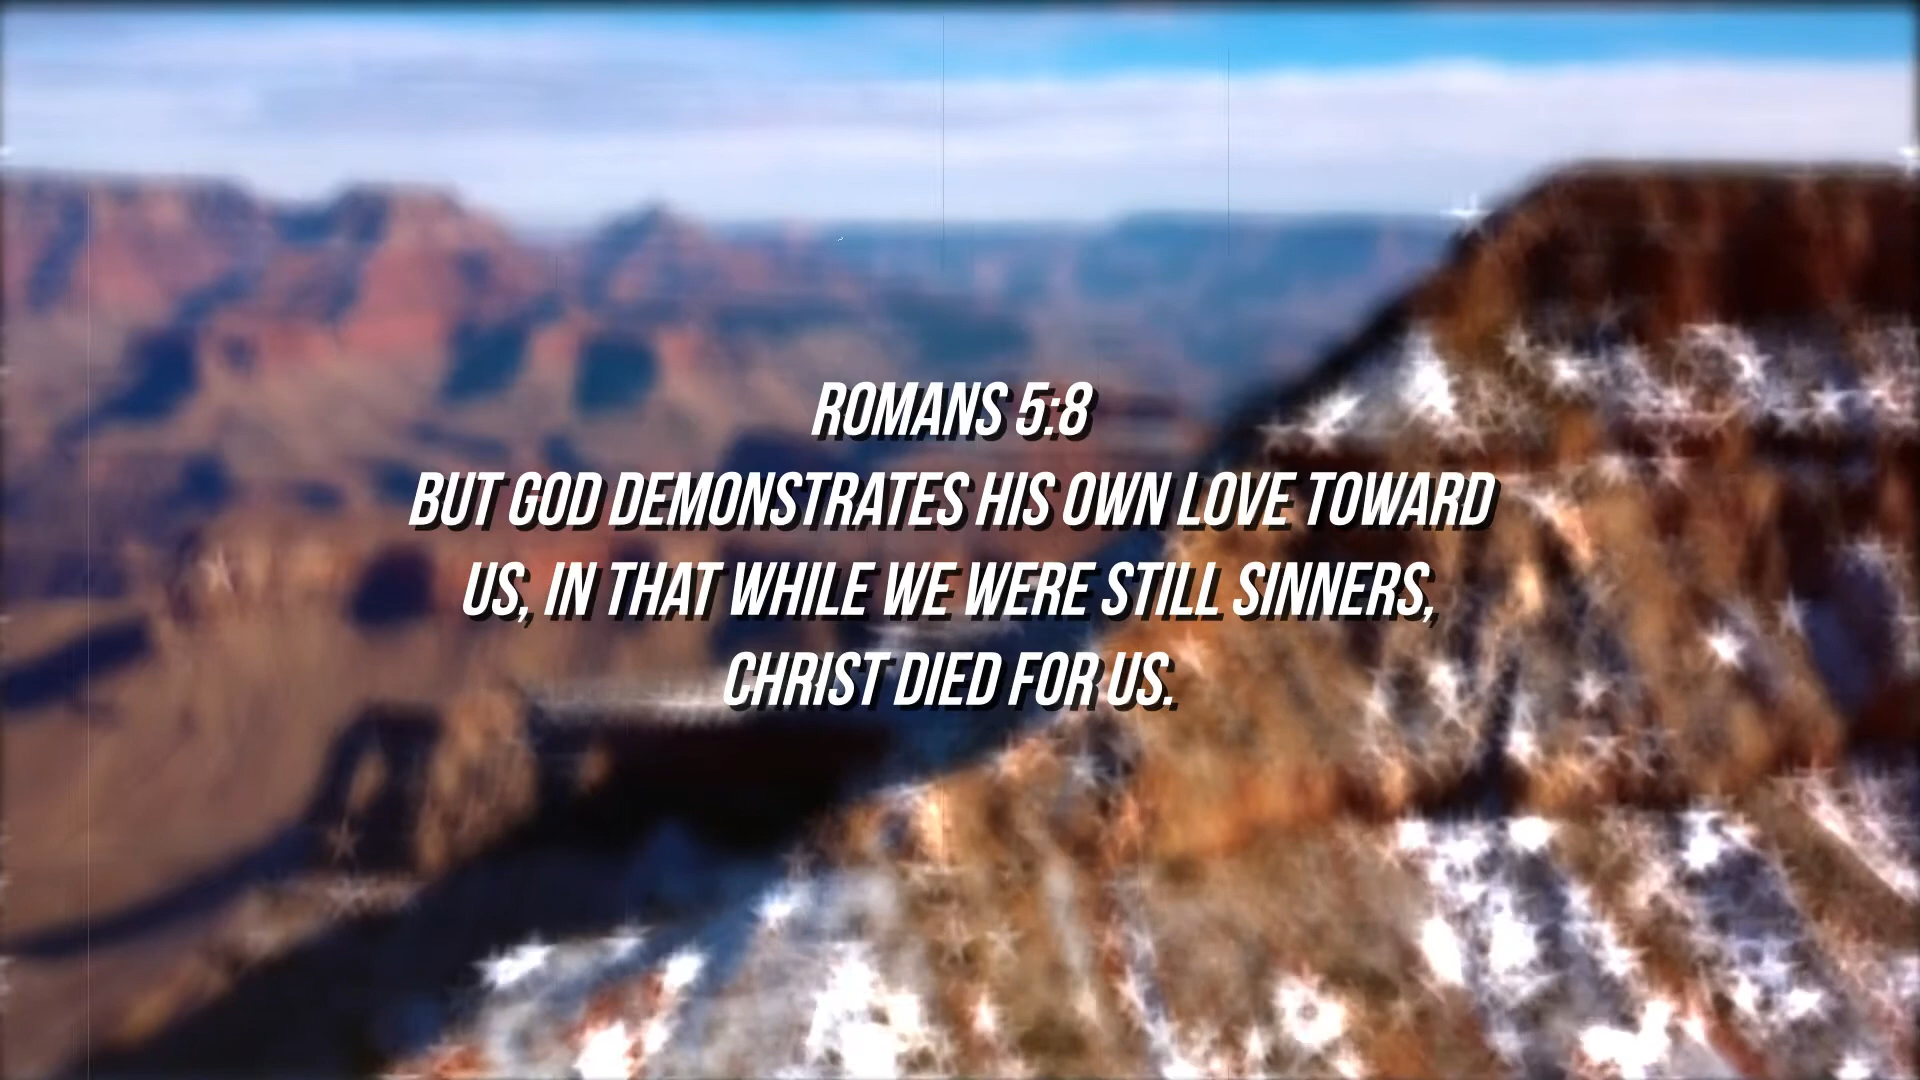 ROMANS 5:8
BUT GOD DEMONSTRATES HIS OWN LOVE TOWARD
US, IN THAT WHILE WE WERE STILL SINNERS,
CHRIST DIED FOR US.